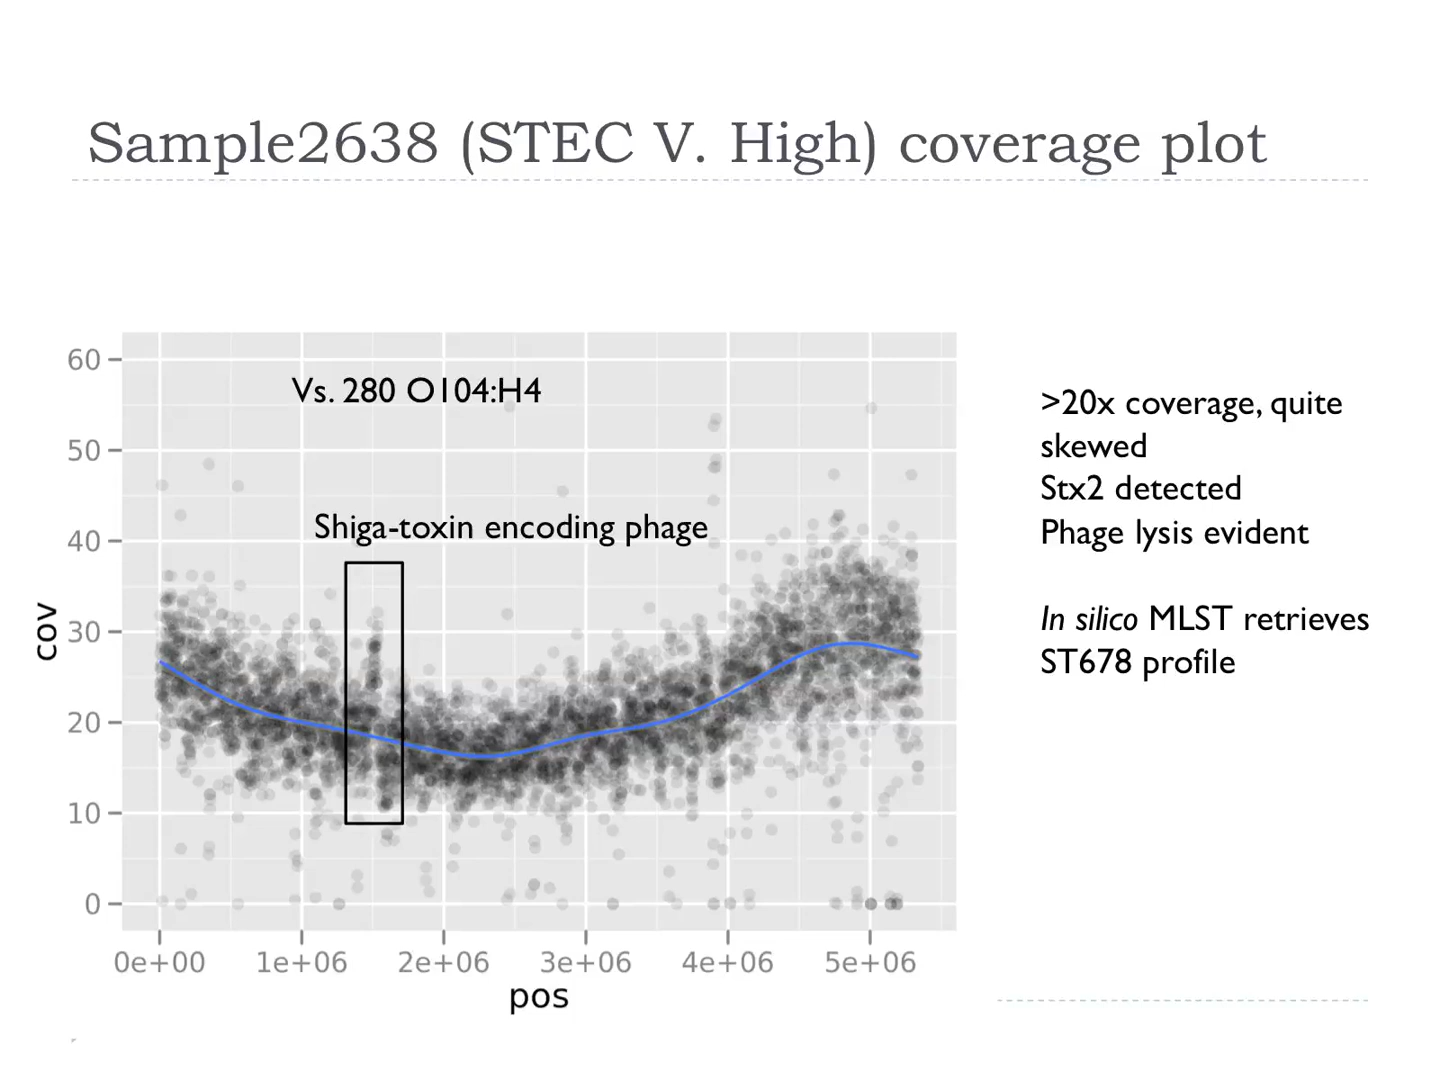 Sample2638 (STEC V. High) coverage plot
Vs. 280 O104:H4
Shiga-toxin encoding phage
60
50
40
30
20
10
0
cov
0e+00 1e+06 2e+06 3e+06 4e+06 5e+06
pos
>20x coverage, quite
skewed
Stx2 detected
Phage lysis evident
In silico MLST retrieves
ST678 profile